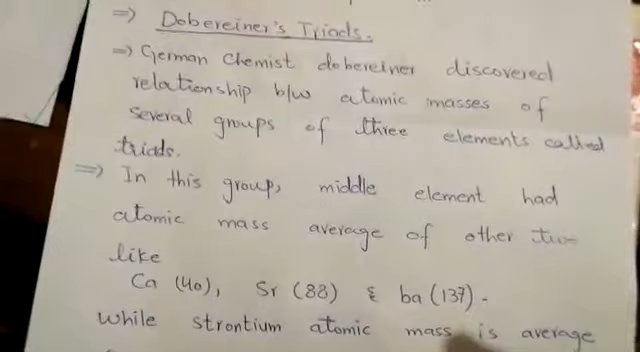 ⇒ Dobereiner's Triads.
⇒ German Chemist dobereiner discovered
relationship b/w atomic masses of
several groups of three elements called
triads.
⇒ In this group, middle element had
atomic mass average of other two
like
Ca (40), Sr (88) & ba (137).
while strontium atomic mass is average